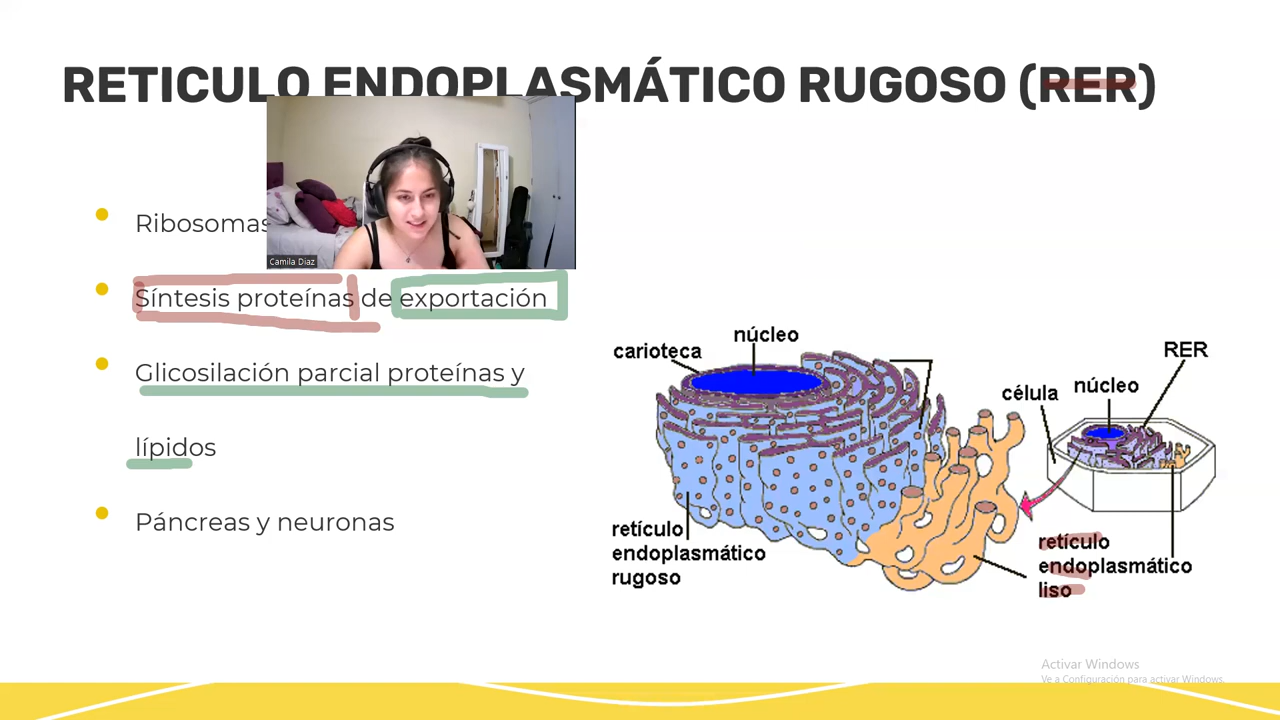 RETICULO ENDOPLASMÁTICO RUGOSO (RER)
Camila Diaz
Ribosomas
Síntesis proteínas de exportación
Glicosilación parcial proteínas y
lípidos
Páncreas y neuronas
núcleo
carioteca
RER
célula
núcleo
retículo
endoplasmático
rugoso
retículo
endoplasmático
liso
Activar Windows
Ve a Configuración para activar Windows.